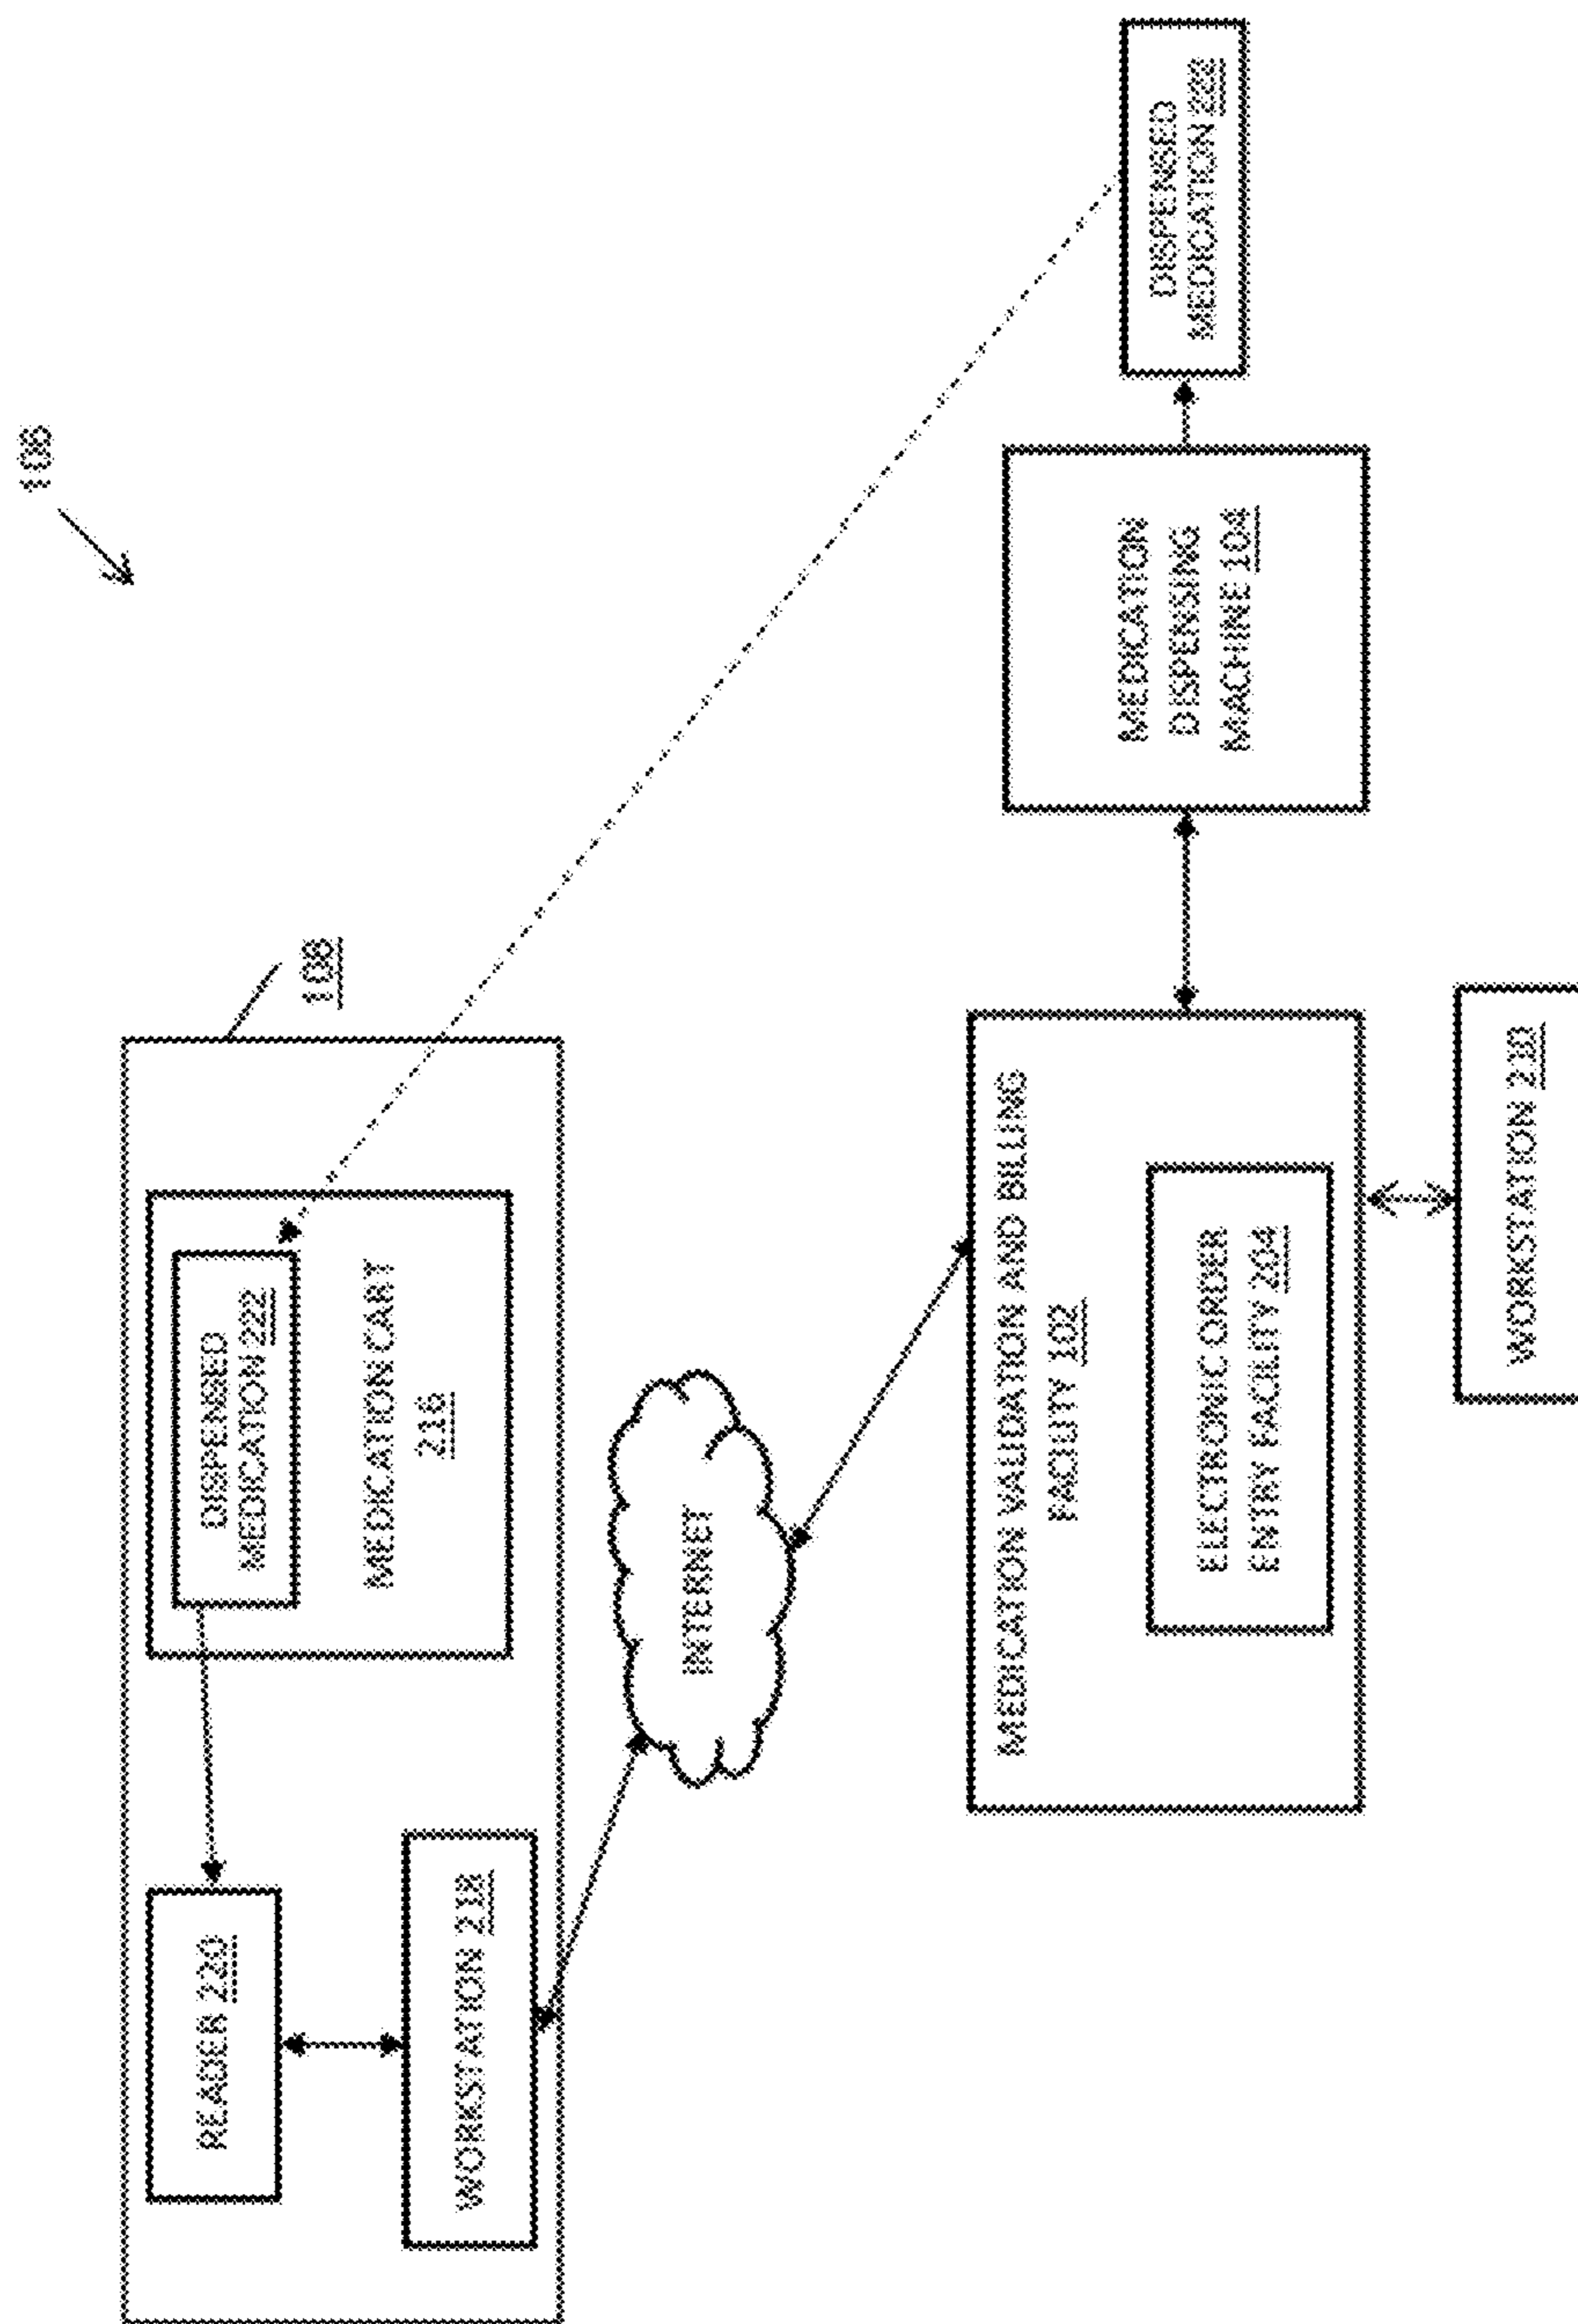 108
READER 220
DISPENSED
MEDICATION 222
MEDICATION CART
216
WORKSTATION 218
INTERNET
MEDICATION VALIDATION AND BILLING
FACILITY 102
ELECTRONIC ORDER
ENTRY FACILITY 204
MEDICATION
DISPENSING
MACHINE 104
DISPENSED
MEDICATION 222
WORKSTATION 210